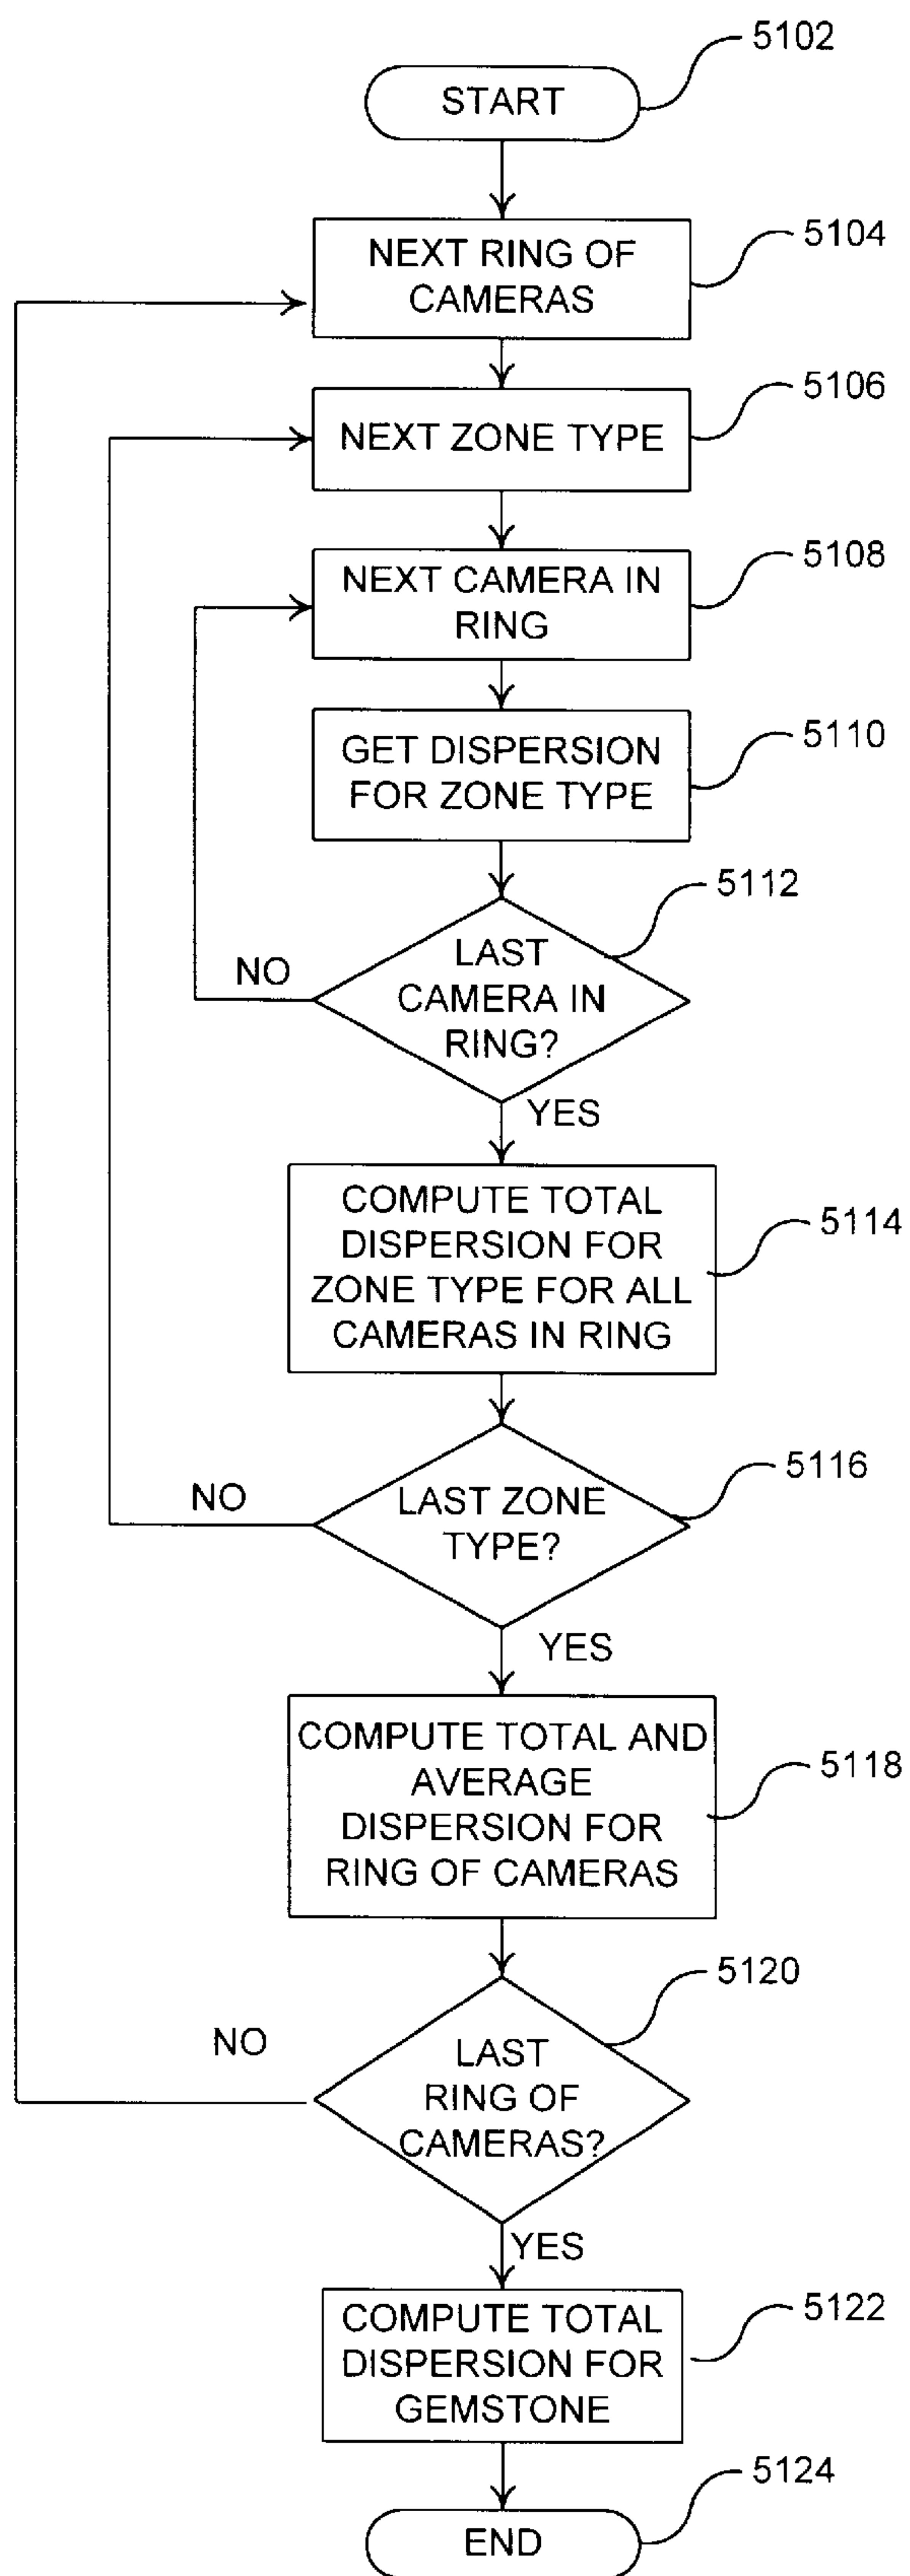 5102
START
5104
NEXT RING OF
CAMERAS
5106
NEXT ZONE TYPE
5108
NEXT CAMERA IN
RING
5110
GET DISPERSION
FOR ZONE TYPE
5112
LAST
CAMERA IN
RING?
NO
YES
5114
COMPUTE TOTAL
DISPERSION FOR
ZONE TYPE FOR ALL
CAMERAS IN RING
5116
LAST ZONE
TYPE?
NO
YES
5118
COMPUTE TOTAL AND
AVERAGE
DISPERSION FOR
RING OF CAMERAS
5120
LAST
RING OF
CAMERAS?
NO
YES
5122
COMPUTE TOTAL
DISPERSION FOR
GEMSTONE
5124
END